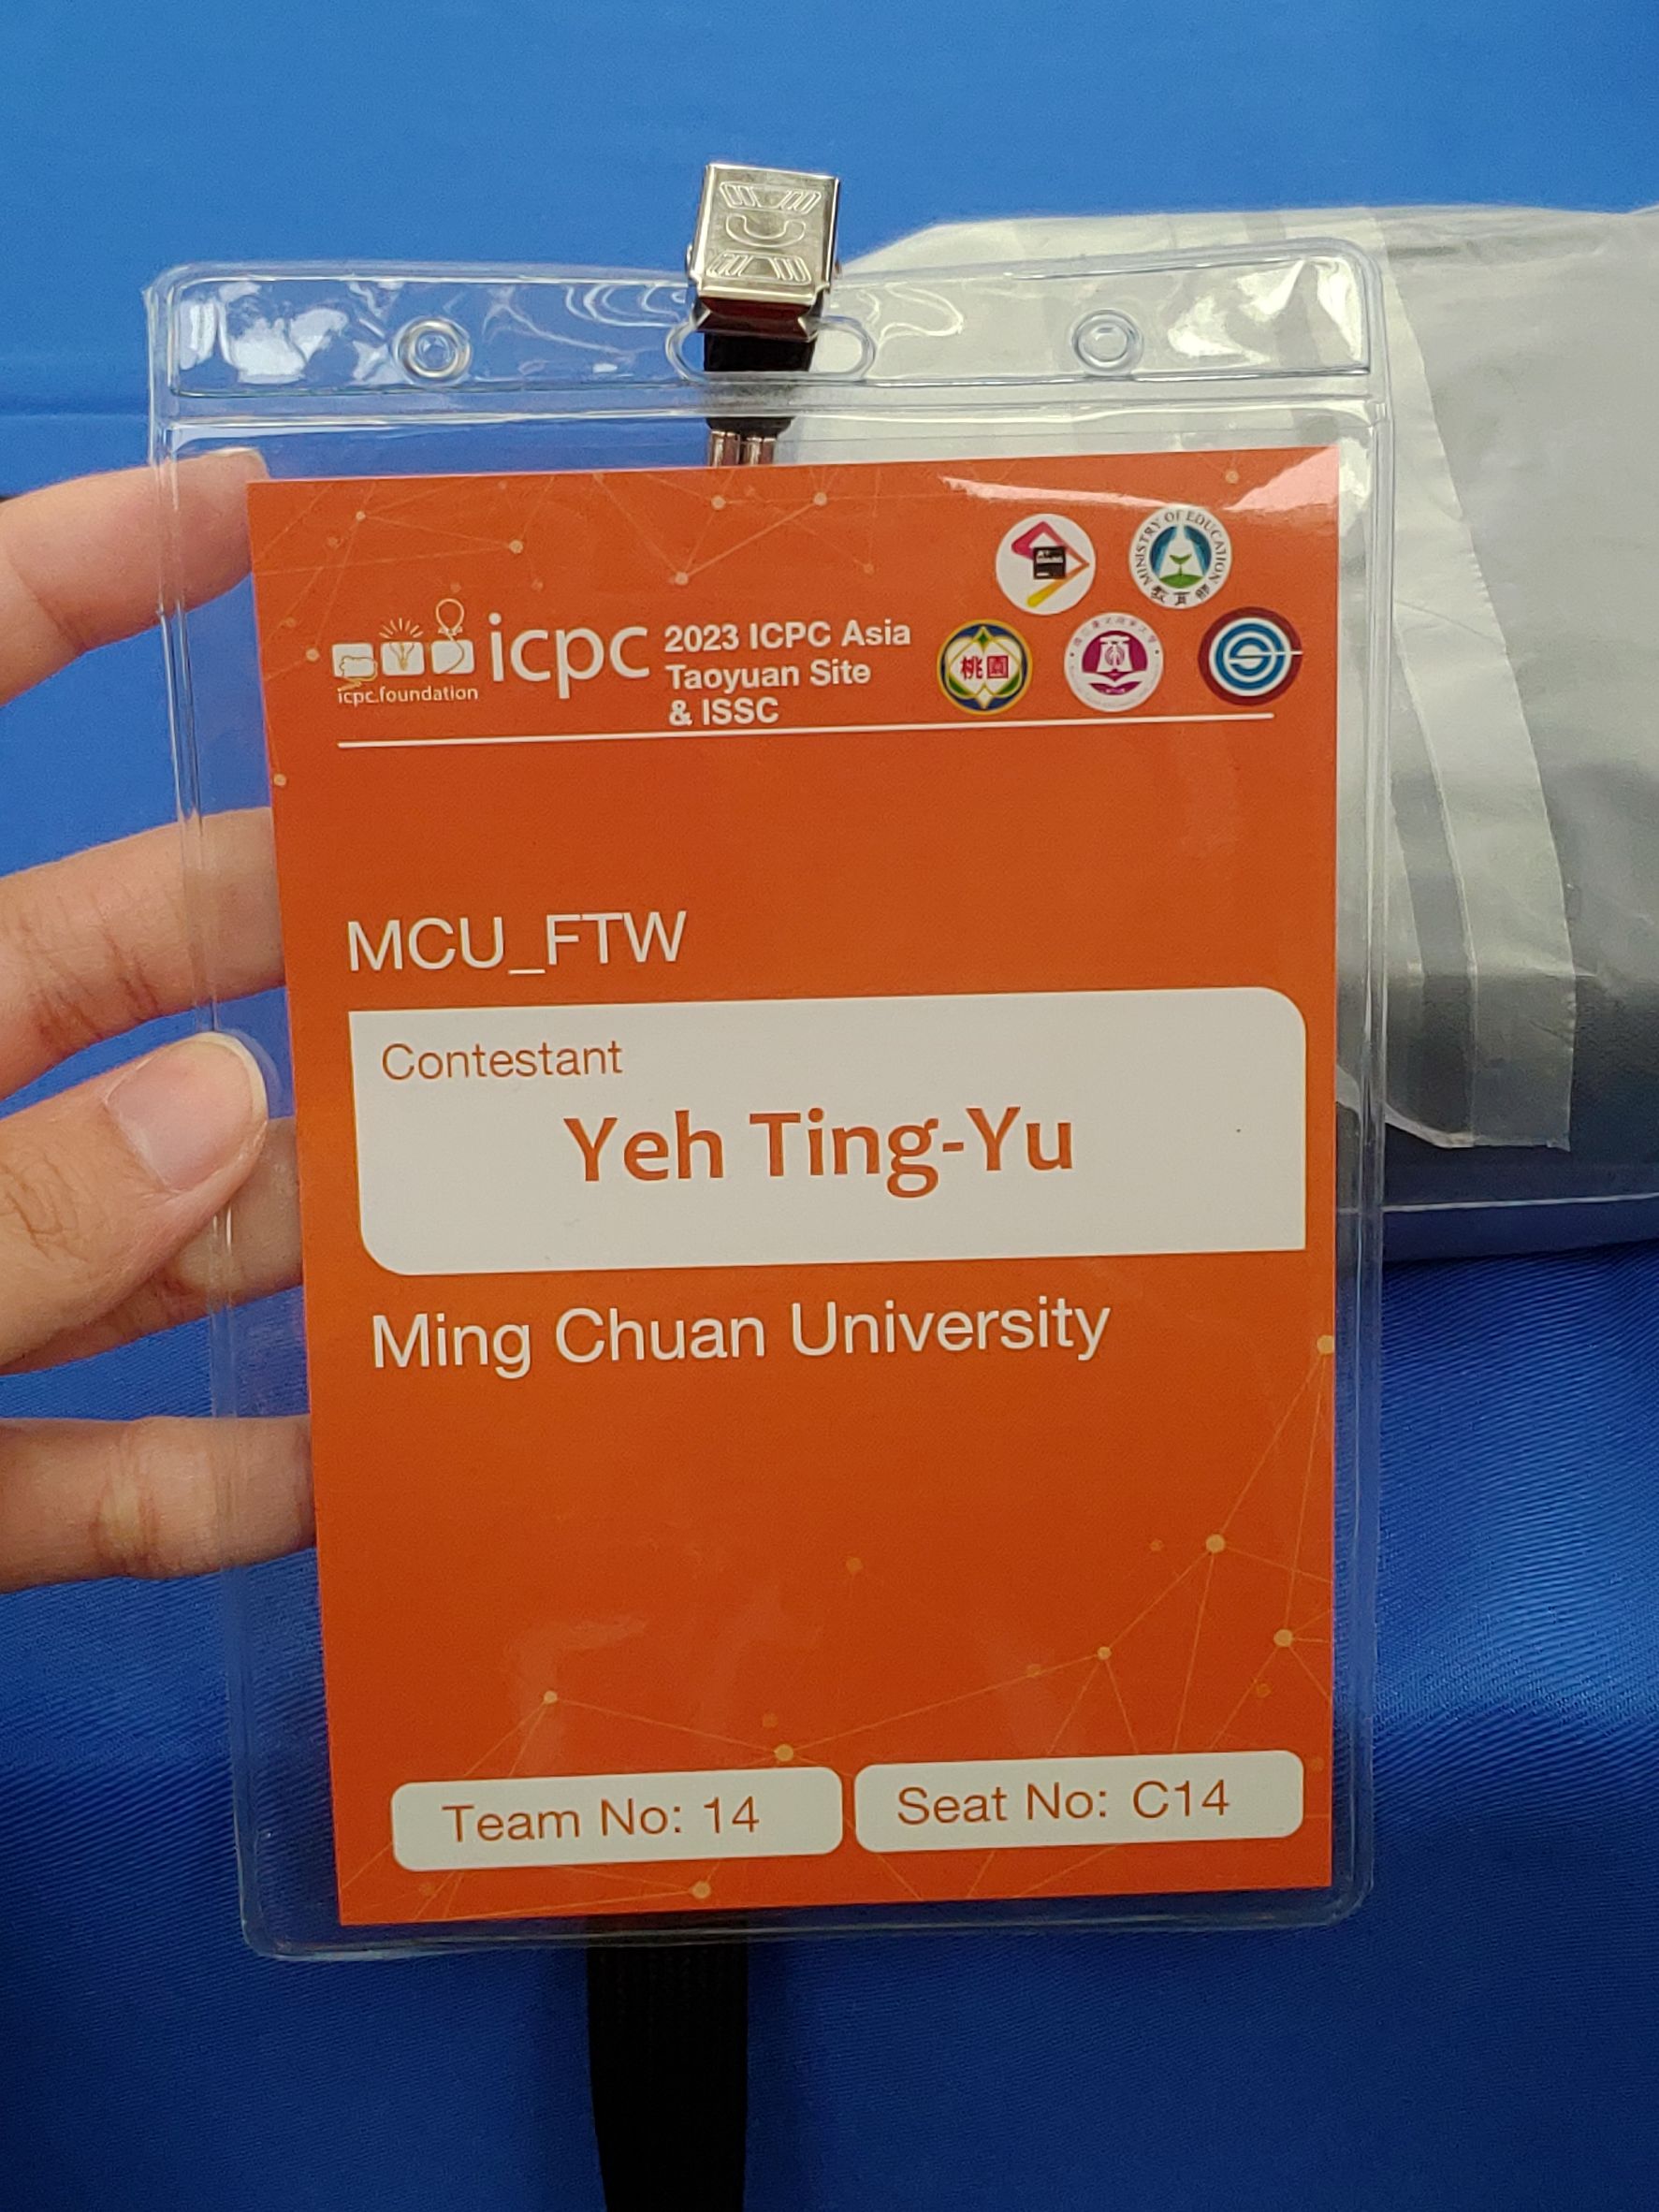 MINISTRY OF EDUCATION
教育部
icpc
icpc.foundation
2023 ICPC Asia
Taoyuan Site
& ISSC
桃園
MCU_FTW
Contestant
Yeh Ting-Yu
Ming Chuan University
Team No: 14
Seat No: C14